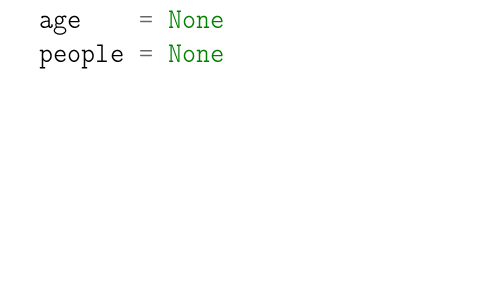 age    = None
people = None